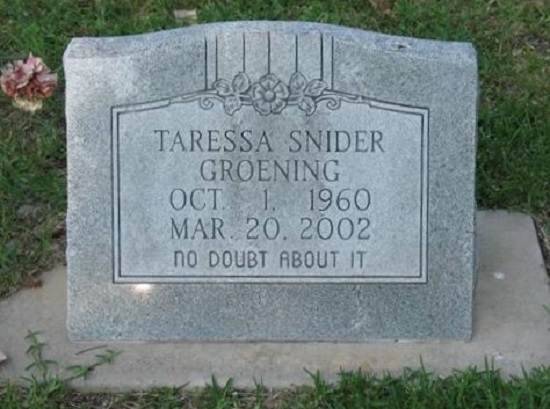 TARESSA SNIDER
GROENING
OCT. 1, 1960
MAR. 20, 2002
NO DOUBT ABOUT IT